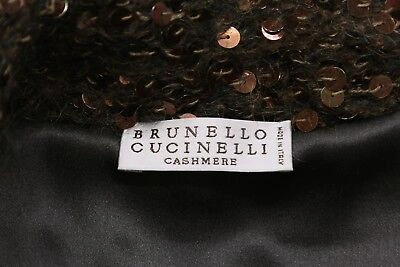 BRUNELLO
CUCINELLI
CASHMERE
MADE IN ITALY